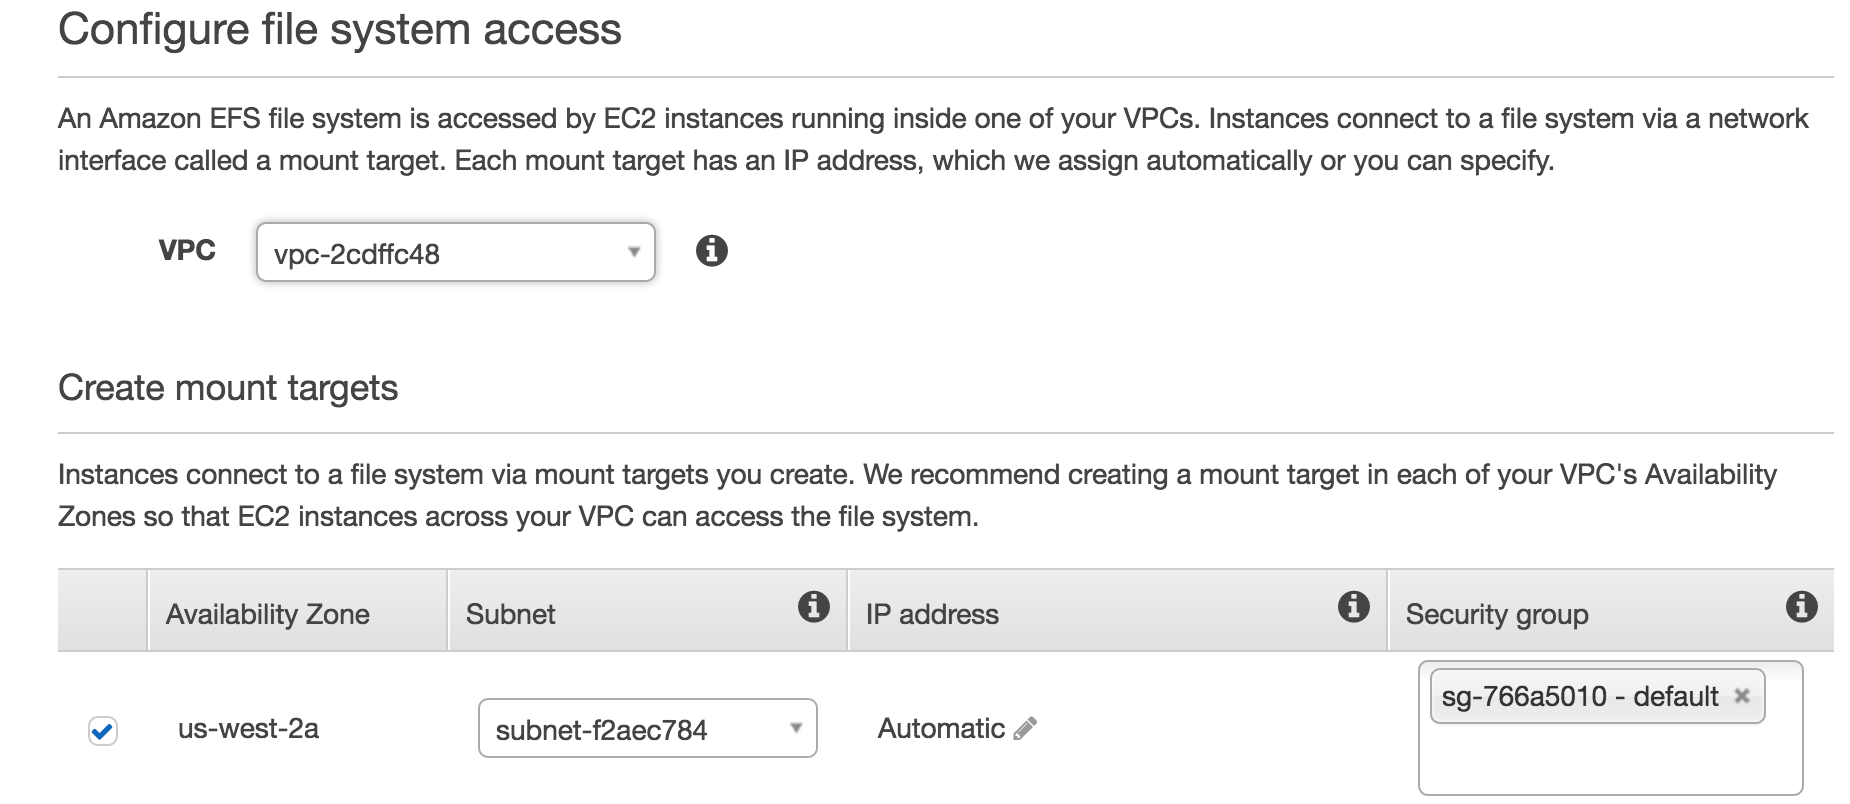 Configure file system access
An Amazon EFS file system is accessed by EC2 instances running inside one of your VPCs. Instances connect to a file system via a network
interface called a mount target. Each mount target has an IP address, which we assign automatically or you can specify.
VPC vpc-2cdffc48
Create mount targets
Instances connect to a file system via mount targets you create. We recommend creating a mount target in each of your VPC's Availability
Zones so that EC2 instances across your VPC can access the file system.
Availability Zone Subnet IP address Security group
sg-766a5010 - default
us-west-2a subnet-f2aec784 Automatic